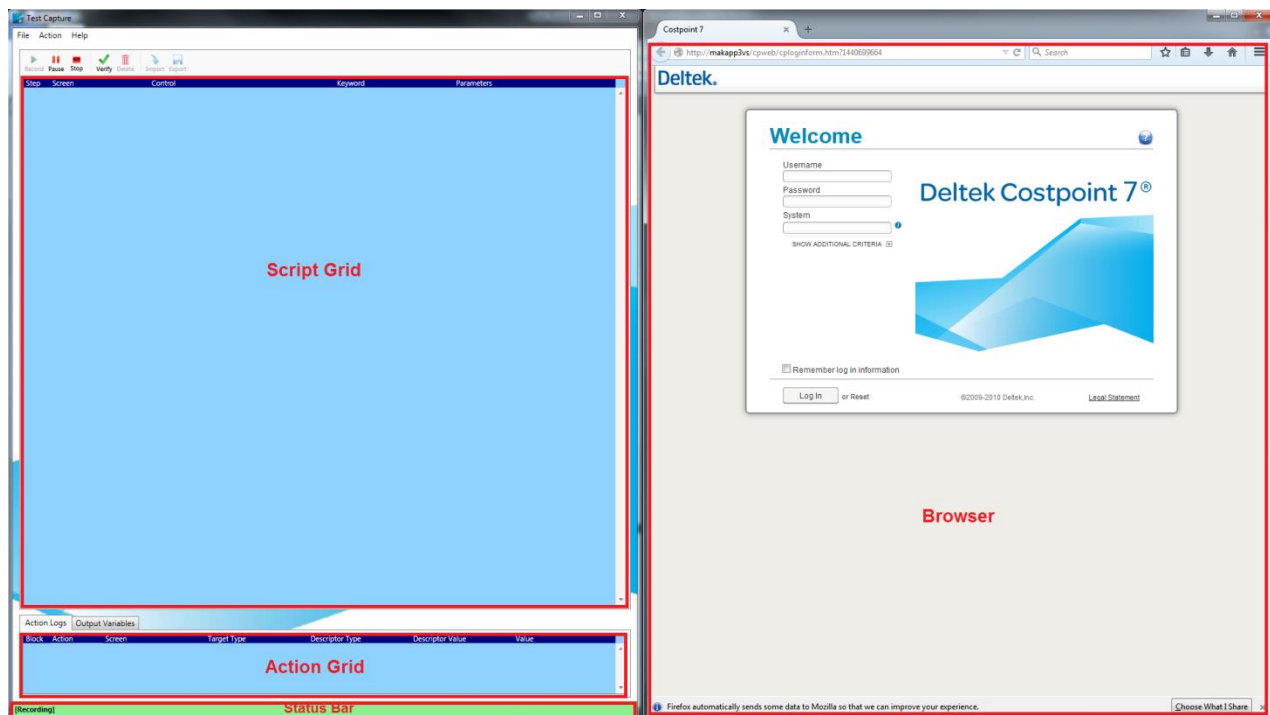 Test Capture
File Action Help
Record Pause Stop Verify Delete Import Export
Step Screen Control Keyword Parameters
Script Grid
Action Logs Output Variables
Block Action Screen Target Type Descriptor Type Descriptor Value Value
Action Grid
[Recording] Status Bar
Costpoint 7
http://makapp3vs/cpweb/cploginform.htm?1440699664 Search
Deltek.
Welcome
Username
Password
System
SHOW ADDITIONAL CRITERIA
Deltek Costpoint 7®
Remember log in information
Log In or Reset ©2009-2010 Deltek,Inc. Legal Statement
Browser
Firefox automatically sends some data to Mozilla so that we can improve your experience. Choose What I Share